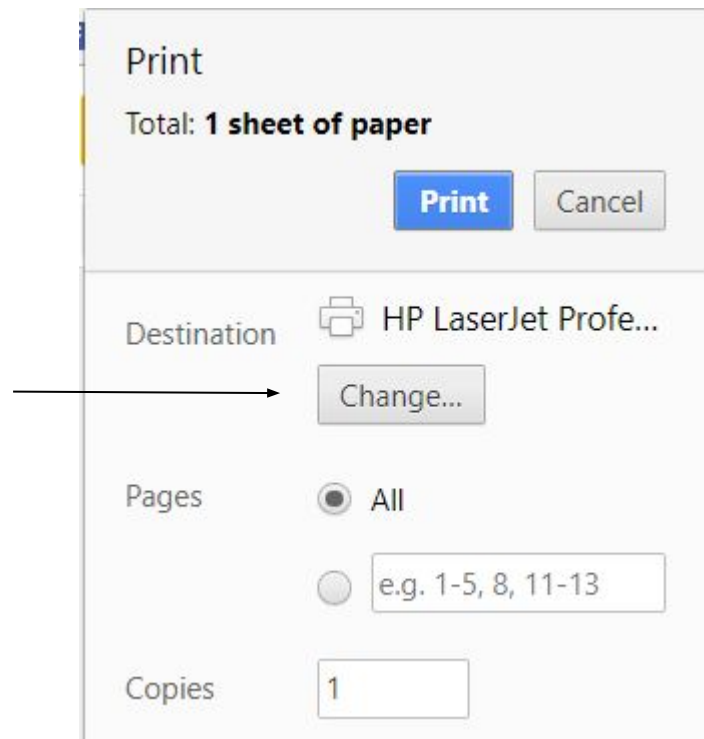 Print
Total: 1 sheet of paper
Print Cancel
Destination HP LaserJet Profe...
Change...
Pages All
e.g. 1-5, 8, 11-13
Copies 1